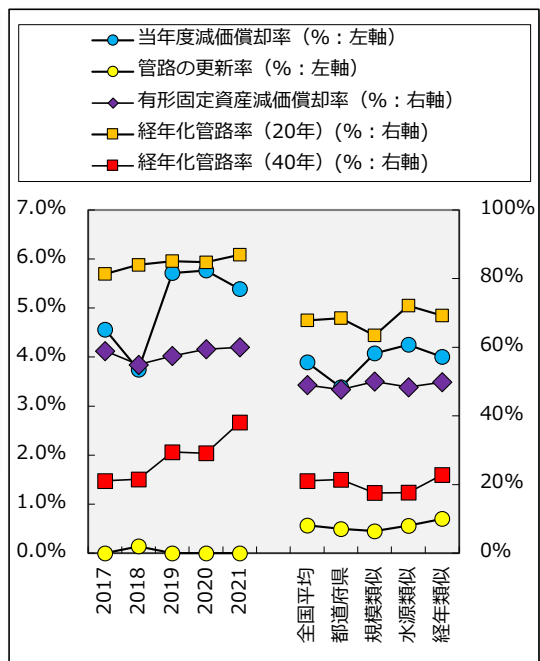 当年度減価償却率（%：左軸）
管路の更新率（%：左軸）
有形固定資産減価償却率（%：右軸）
経年化管路率（20年）(%：右軸)
経年化管路率（40年）(%：右軸)
7.0%
6.0%
5.0%
4.0%
3.0%
2.0%
1.0%
0.0%
100%
80%
60%
40%
20%
0%
2017
2018
2019
2020
2021
全国平均
都道府県
規模類似
水源類似
経年類似